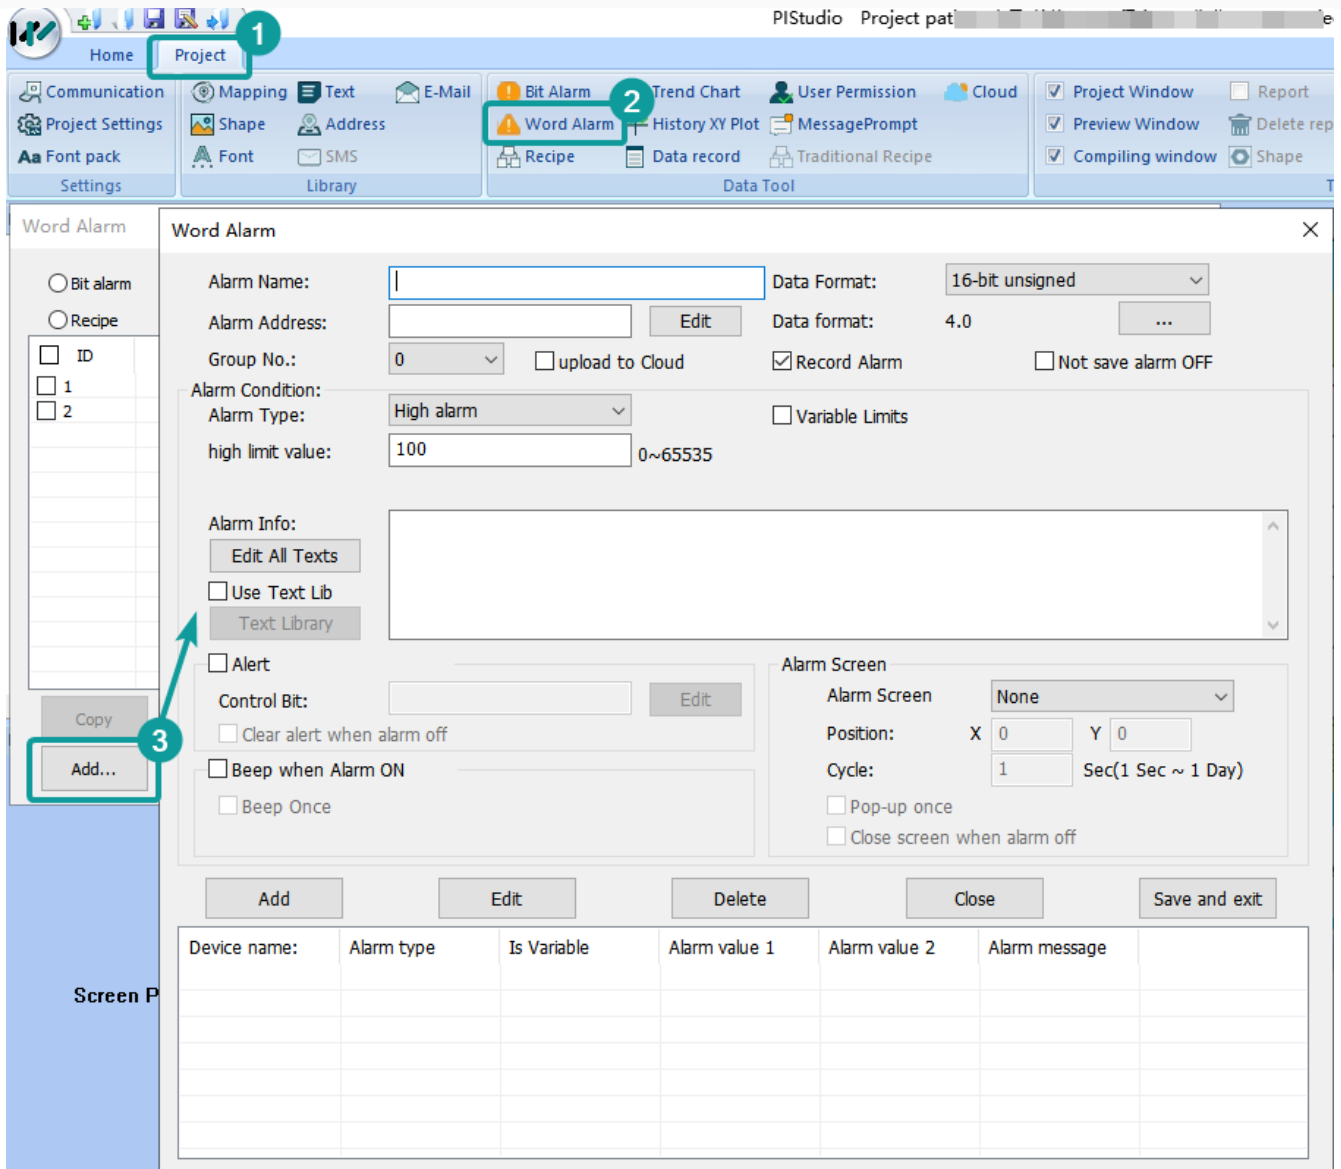 PIStudio Project pat
1
Home Project
Communication Mapping Text E-Mail Bit Alarm Trend Chart User Permission Cloud Project Window Report
2
Project Settings Shape Address Word Alarm History XY Plot MessagePrompt Preview Window Delete rep
Aa Font pack Font SMS Recipe Data record Traditional Recipe Compiling window Shape
Settings Library Data Tool T
Word Alarm
Bit alarm
Recipe
ID
1
2
Copy
3
Add...
Screen P
Word Alarm
Alarm Name: Data Format: 16-bit unsigned
Alarm Address: Edit Data format: 4.0 ...
Group No.: 0 upload to Cloud Record Alarm Not save alarm OFF
Alarm Condition:
Alarm Type: High alarm Variable Limits
high limit value: 100 0~65535
Alarm Info:
Edit All Texts
Use Text Lib
Text Library
Alert
Control Bit: Edit
Clear alert when alarm off
Beep when Alarm ON
Beep Once
Alarm Screen
Alarm Screen None
Position: X 0 Y 0
Cycle: 1 Sec(1 Sec ~ 1 Day)
Pop-up once
Close screen when alarm off
Add Edit Delete Close Save and exit
Device name: Alarm type Is Variable Alarm value 1 Alarm value 2 Alarm message